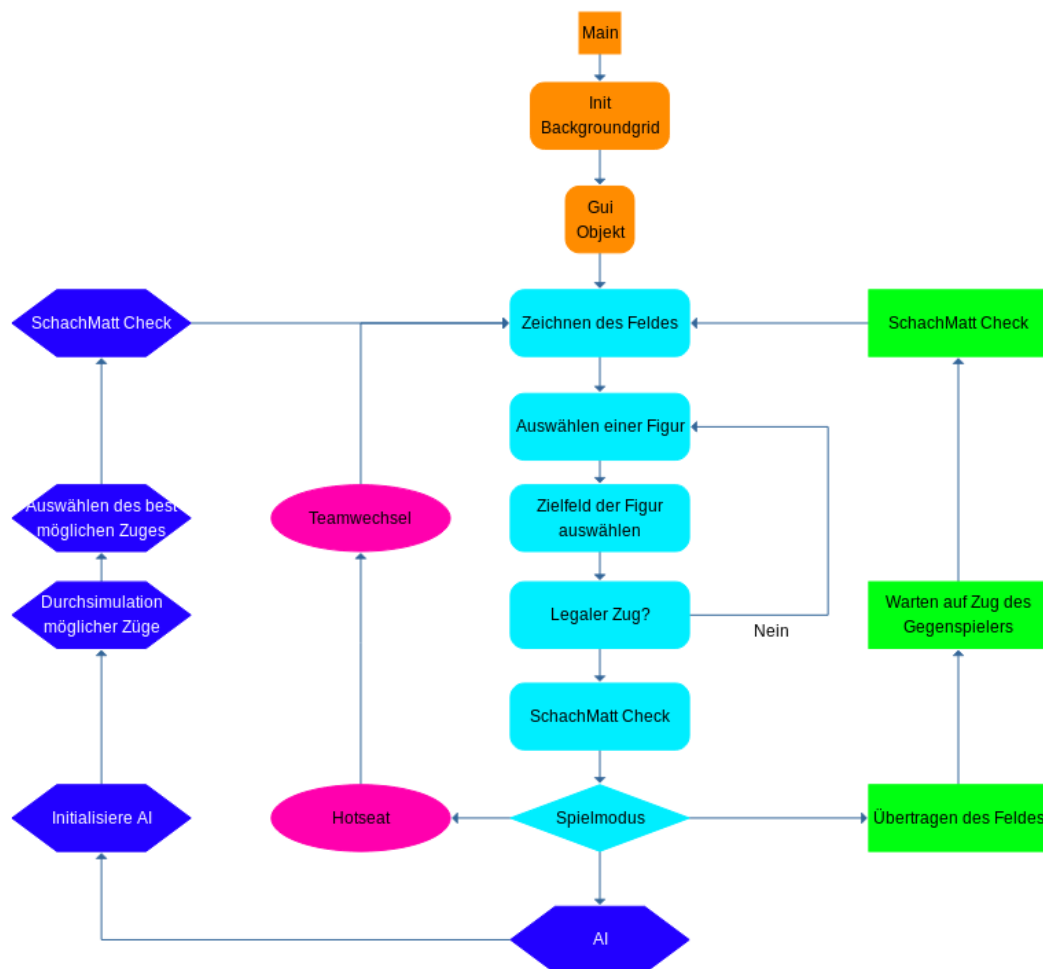 Main
Init
Backgroundgrid
Gui
Objekt
SchachMatt Check
Zeichnen des Feldes
SchachMatt Check
Auswählen einer Figur
Auswählen des best
möglichen Zuges
Teamwechsel
Zielfeld der Figur
auswählen
Durchsimulation
möglicher Züge
Legaler Zug?
Nein
Warten auf Zug des
Gegenspielers
SchachMatt Check
Initialisiere AI
Hotseat
Spielmodus
Übertragen des Feldes
AI